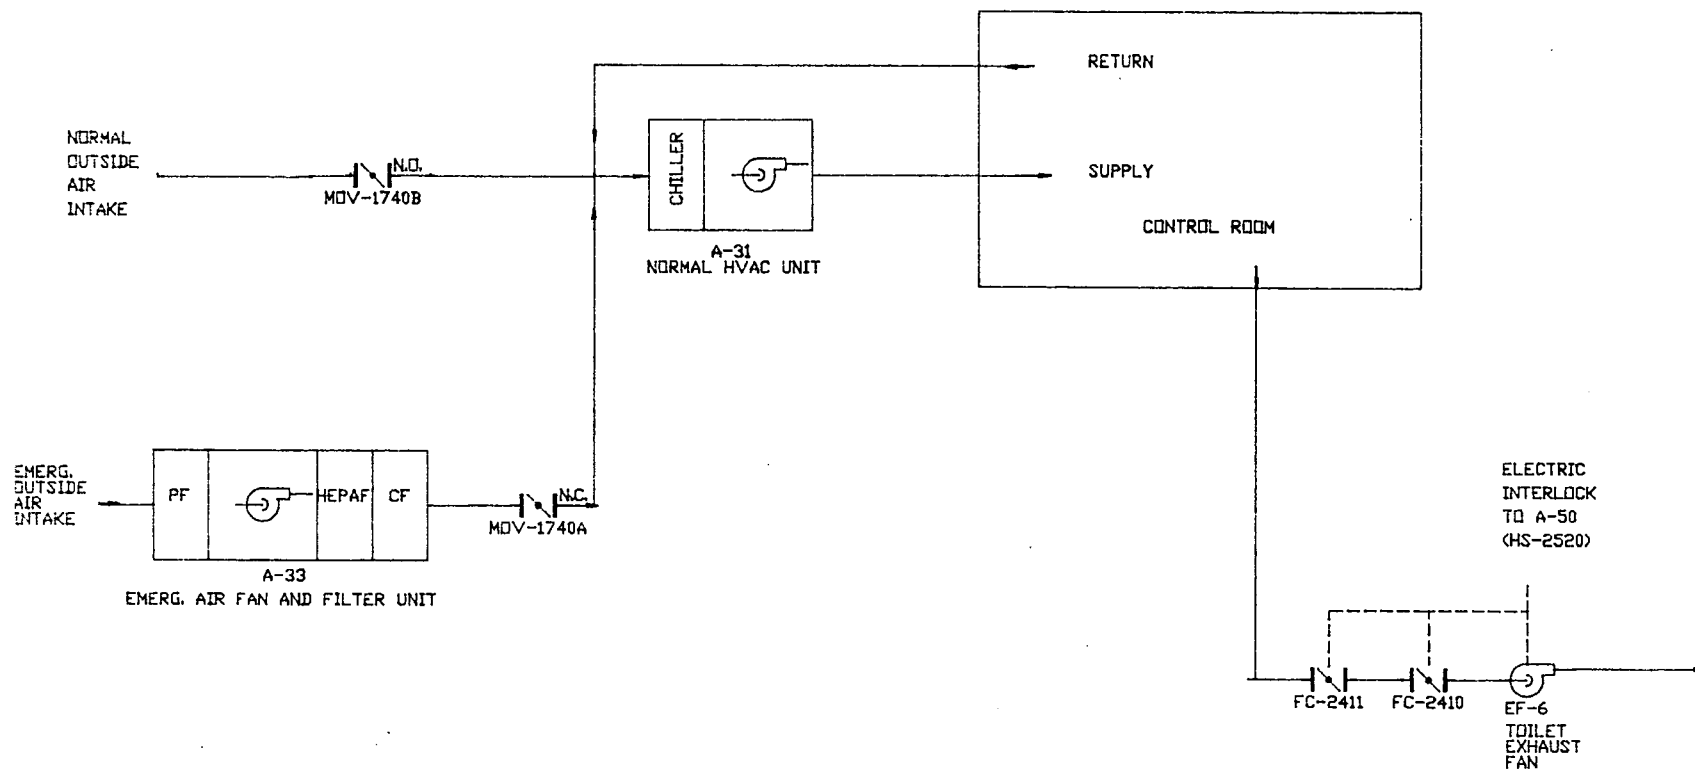 RETURN
NORMAL
OUTSIDE
AIR
INTAKE
N.O.
MOV-1740B
CHILLER
SUPPLY
CONTROL ROOM
A-31
NORMAL HVAC UNIT
EMERG.
OUTSIDE
AIR
INTAKE
PF
HEPAF
CF
N.C.
MOV-1740A
A-33
EMERG. AIR FAN AND FILTER UNIT
ELECTRIC
INTERLOCK
TO A-50
(HS-2520)
FC-2411
FC-2410
EF-6
TOILET
EXHAUST
FAN